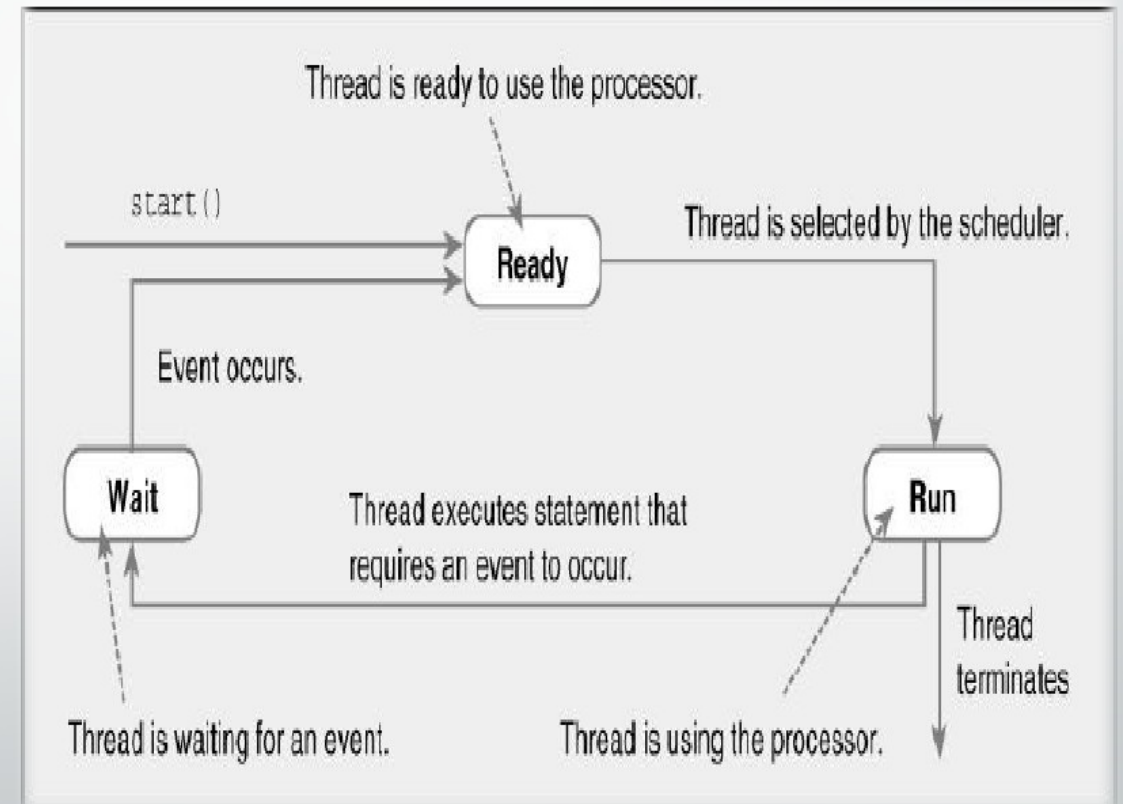 Thread is ready to use the processor.
start()
Thread is selected by the scheduler.
Ready
Event occurs.
Wait
Run
Thread executes statement that
requires an event to occur.
Thread
terminates
Thread is waiting for an event.
Thread is using the processor.